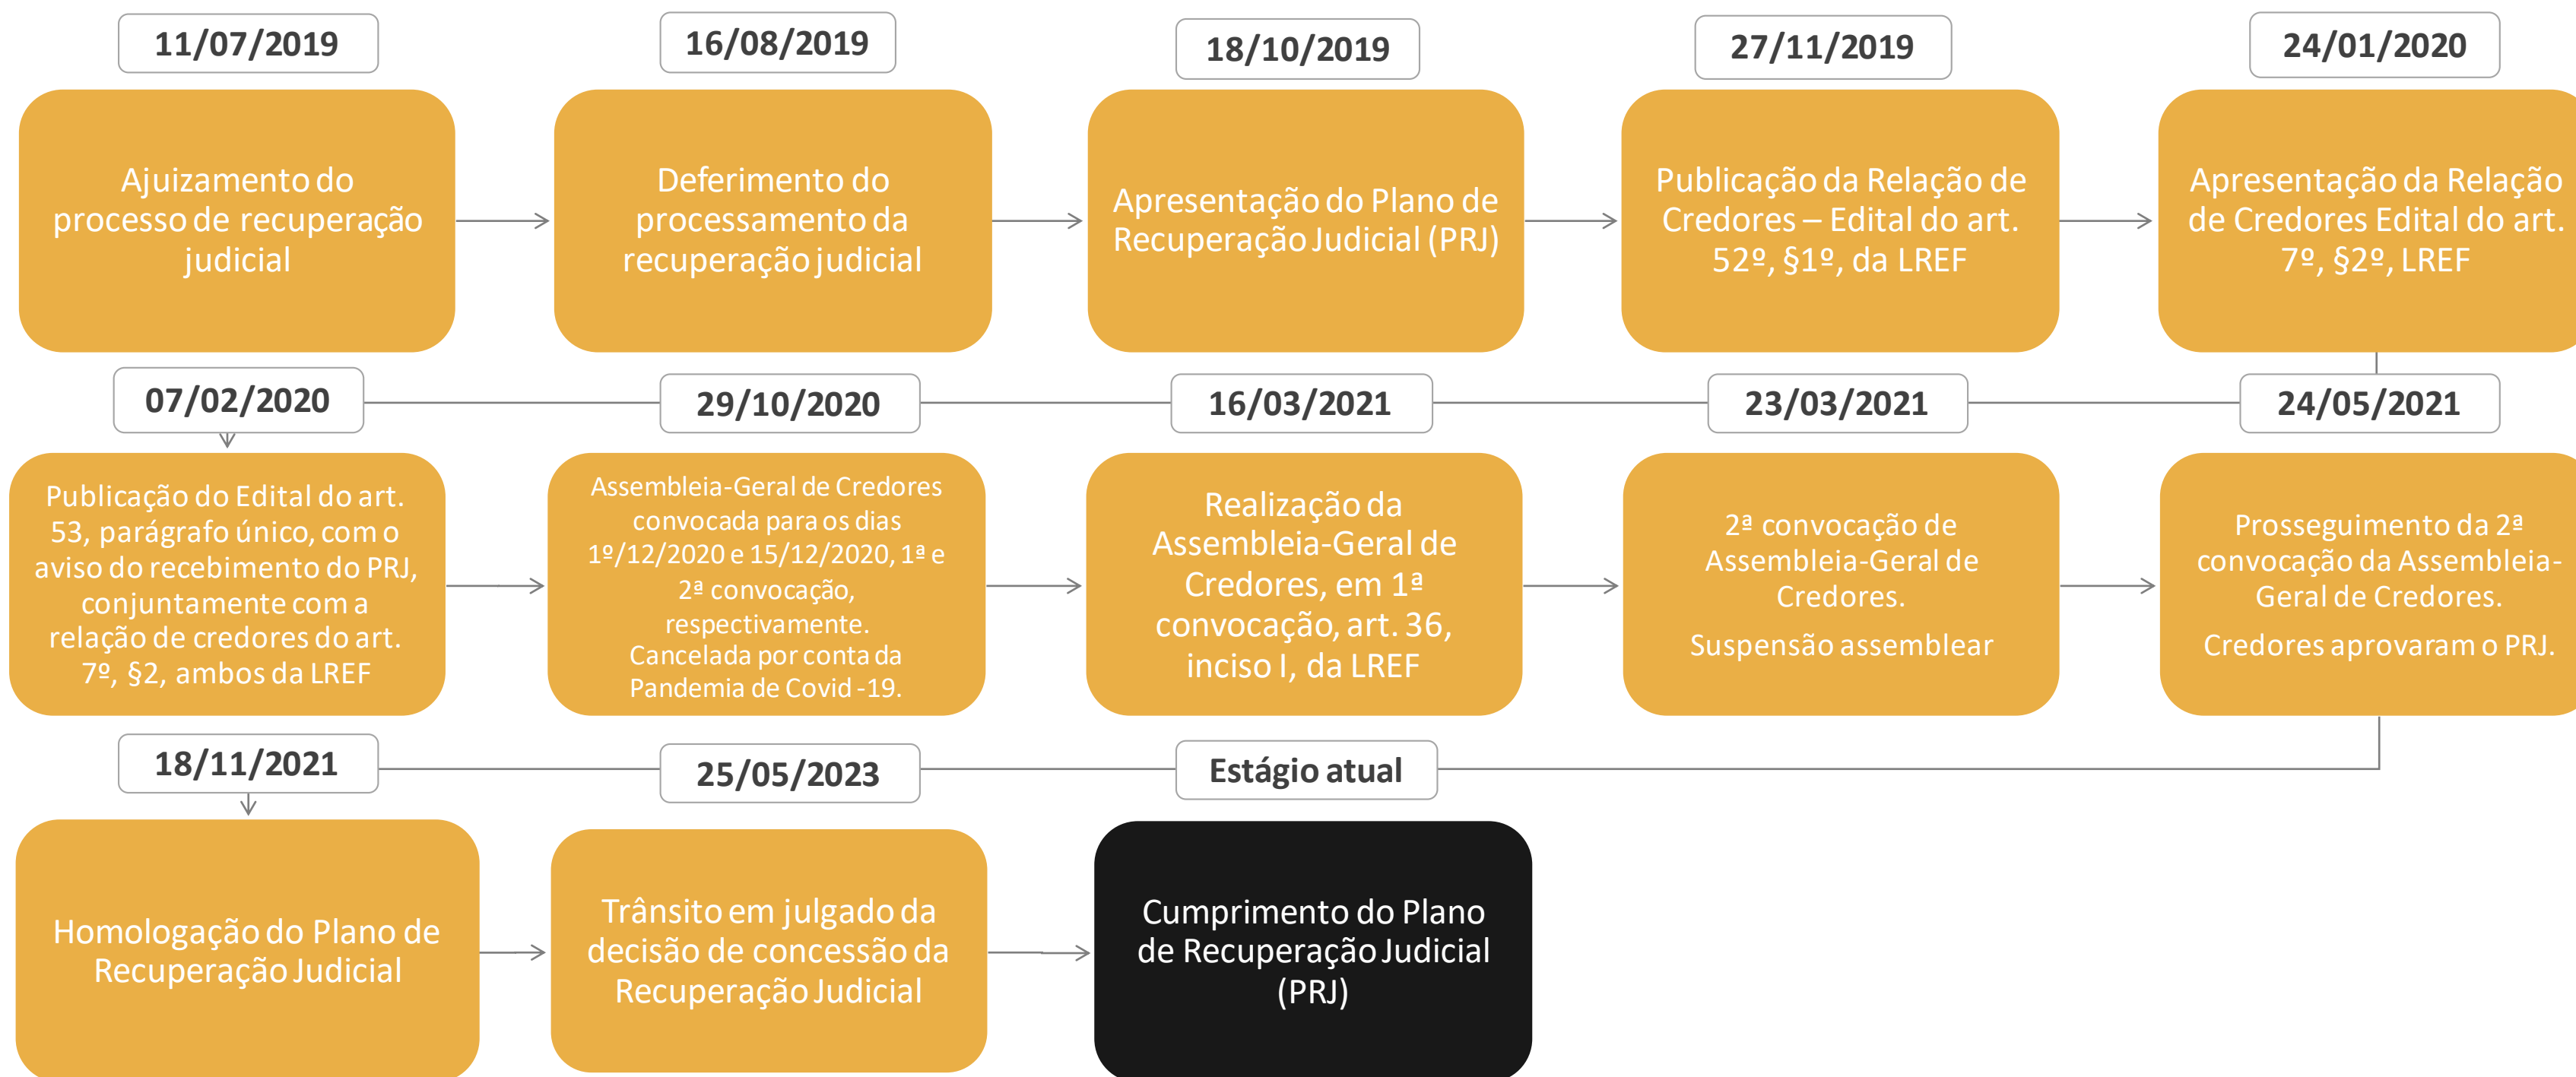 11/07/2019
Ajuizamento do
processo de recuperação
judicial
16/08/2019
Deferimento do
processamento da
recuperação judicial
18/10/2019
Apresentação do Plano de
Recuperação Judicial (PRJ)
27/11/2019
Publicação da Relação de
Credores – Edital do art.
52º, §1º, da LREF
24/01/2020
Apresentação da Relação
de Credores Edital do art.
7º, §2º, LREF
07/02/2020
Publicação do Edital do art.
53, parágrafo único, com o
aviso do recebimento do PRJ,
conjuntamente com a
relação de credores do art.
7º, §2, ambos da LREF
29/10/2020
Assembleia-Geral de Credores
convocada para os dias
1º/12/2020 e 15/12/2020, 1ª e
2ª convocação,
respectivamente.
Cancelada por conta da
Pandemia de Covid -19.
16/03/2021
Realização da
Assembleia-Geral de
Credores, em 1ª
convocação, art. 36,
inciso I, da LREF
23/03/2021
2ª convocação de
Assembleia-Geral de
Credores.
Suspensão assemblear
24/05/2021
Prosseguimento da 2ª
convocação da Assembleia-
Geral de Credores.
Credores aprovaram o PRJ.
18/11/2021
Homologação do Plano de
Recuperação Judicial
25/05/2023
Trânsito em julgado da
decisão de concessão da
Recuperação Judicial
Estágio atual
Cumprimento do Plano
de Recuperação Judicial
(PRJ)